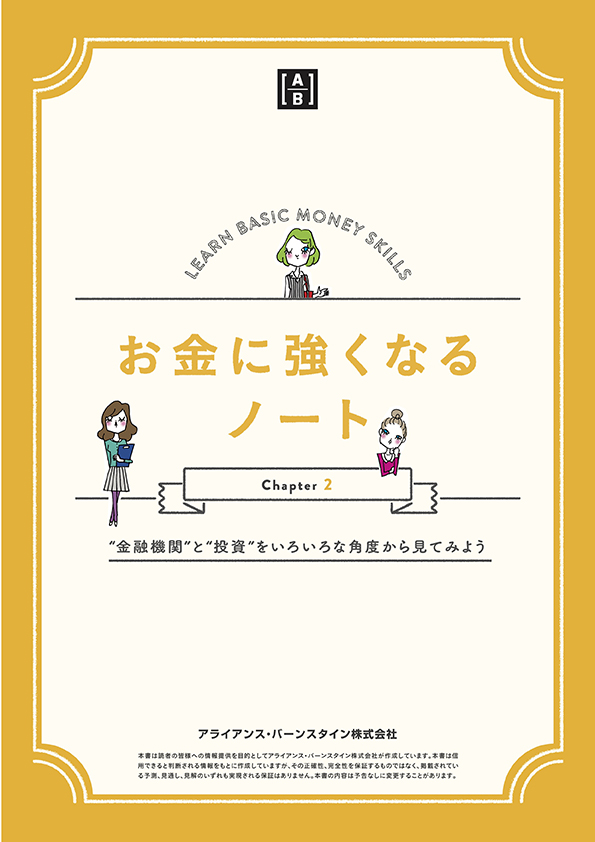 A
B
LEARN BASIC MONEY SKILLS
お金に強くなる
ノート
Chapter 2
“金融機関”と“投資”をいろいろな角度から見てみよう
アライアンス・バーンスタイン株式会社
本書は読者の皆様への情報提供を目的としてアライアンス・バーンスタイン株式会社が作成しています。本書は信
用できると判断される情報をもとに作成していますが、その正確性、完全性を保証するものではなく、掲載されてい
る予測、見通し、見解のいずれも実現される保証はありません。本書の内容は予告なしに変更することがあります。